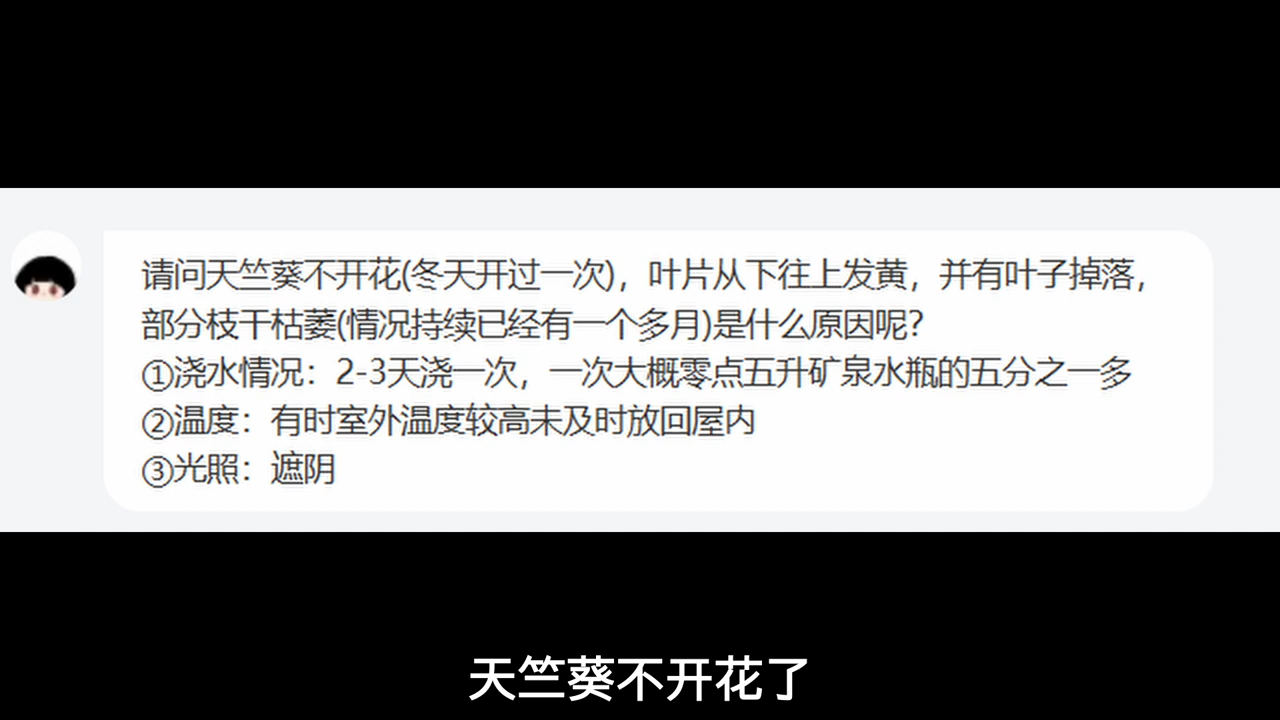 请问天竺葵不开花(冬天开过一次)，叶片从下往上发黄，并有叶子掉落，
部分枝干枯萎(情况持续已经有一个多月)是什么原因呢?
①浇水情况：2-3天浇一次，一次大概零点五升矿泉水瓶的五分之一多
②温度：有时室外温度较高未及时放回屋内
③光照：遮阴
天竺葵不开花了